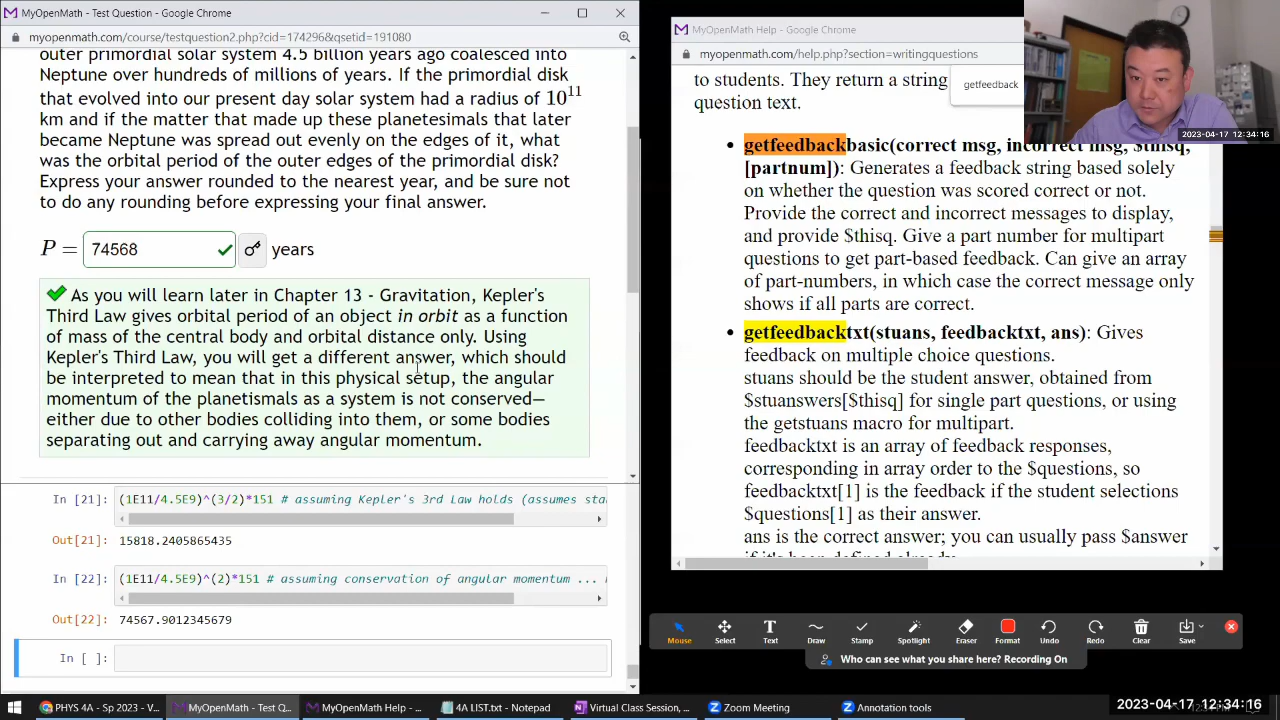 MyOpenMath - Test Question - Google Chrome
myopenmath.com/course/testquestion2.php?cid=174296&qsetid=191080
outer primordial solar system 4.5 billion years ago coalesced into
Neptune over hundreds of millions of years. If the primordial disk
that evolved into our present day solar system had a radius of 10¹¹
km and if the matter that made up these planetesimals that later
became Neptune was spread out evenly on the edges of it, what
was the orbital period of the outer edges of the primordial disk?
Express your answer rounded to the nearest year, and be sure not
to do any rounding before expressing your final answer.
P = 74568 years
As you will learn later in Chapter 13 - Gravitation, Kepler's
Third Law gives orbital period of an object in orbit as a function
of mass of the central body and orbital distance only. Using
Kepler's Third Law, you will get a different answer, which should
be interpreted to mean that in this physical setup, the angular
momentum of the planetismals as a system is not conserved—
either due to other bodies colliding into them, or some bodies
separating out and carrying away angular momentum.
In [21]: (1E11/4.5E9)^(3/2)*151 # assuming Kepler's 3rd Law holds (assumes sta
Out[21]: 15818.2405865435
In [22]: (1E11/4.5E9)^(2)*151 # assuming conservation of angular momentum ...
Out[22]: 74567.9012345679
In [ ]:
MyOpenMath Help - Google Chrome
myopenmath.com/help.php?section=writingquestions
getfeedback
to students. They return a string
question text.
getfeedbackbasic(correct msg, incorrect msg, $thisq,
[partnum]): Generates a feedback string based solely
on whether the question was scored correct or not.
Provide the correct and incorrect messages to display,
and provide $thisq. Give a part number for multipart
questions to get part-based feedback. Can give an array
of part-numbers, in which case the correct message only
shows if all parts are correct.
getfeedbacktxt(stuans, feedbacktxt, ans): Gives
feedback on multiple choice questions.
stuans should be the student answer, obtained from
$stuanswers[$thisq] for single part questions, or using
the getstuans macro for multipart.
feedbacktxt is an array of feedback responses,
corresponding in array order to the $questions, so
feedbacktxt[1] is the feedback if the student selections
$questions[1] as their answer.
ans is the correct answer; you can usually pass $answer
if it's been defined already
2023-04-17 12:34:16
Mouse Select Text Draw Stamp Spotlight Eraser Format Undo Redo Clear Save
Who can see what you share here? Recording On
PHYS 4A - Sp 2023 - V... MyOpenMath - Test Q... MyOpenMath Help - ... 4A LIST.txt - Notepad Virtual Class Session, ... Zoom Meeting Annotation tools
2023-04-17 12:34:16